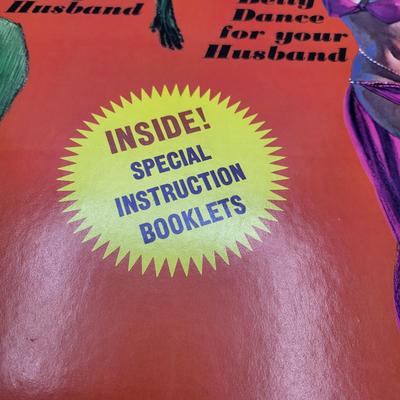 Husband
Belly
Dance
for your
Husband
INSIDE!
SPECIAL
INSTRUCTION
BOOKLETS